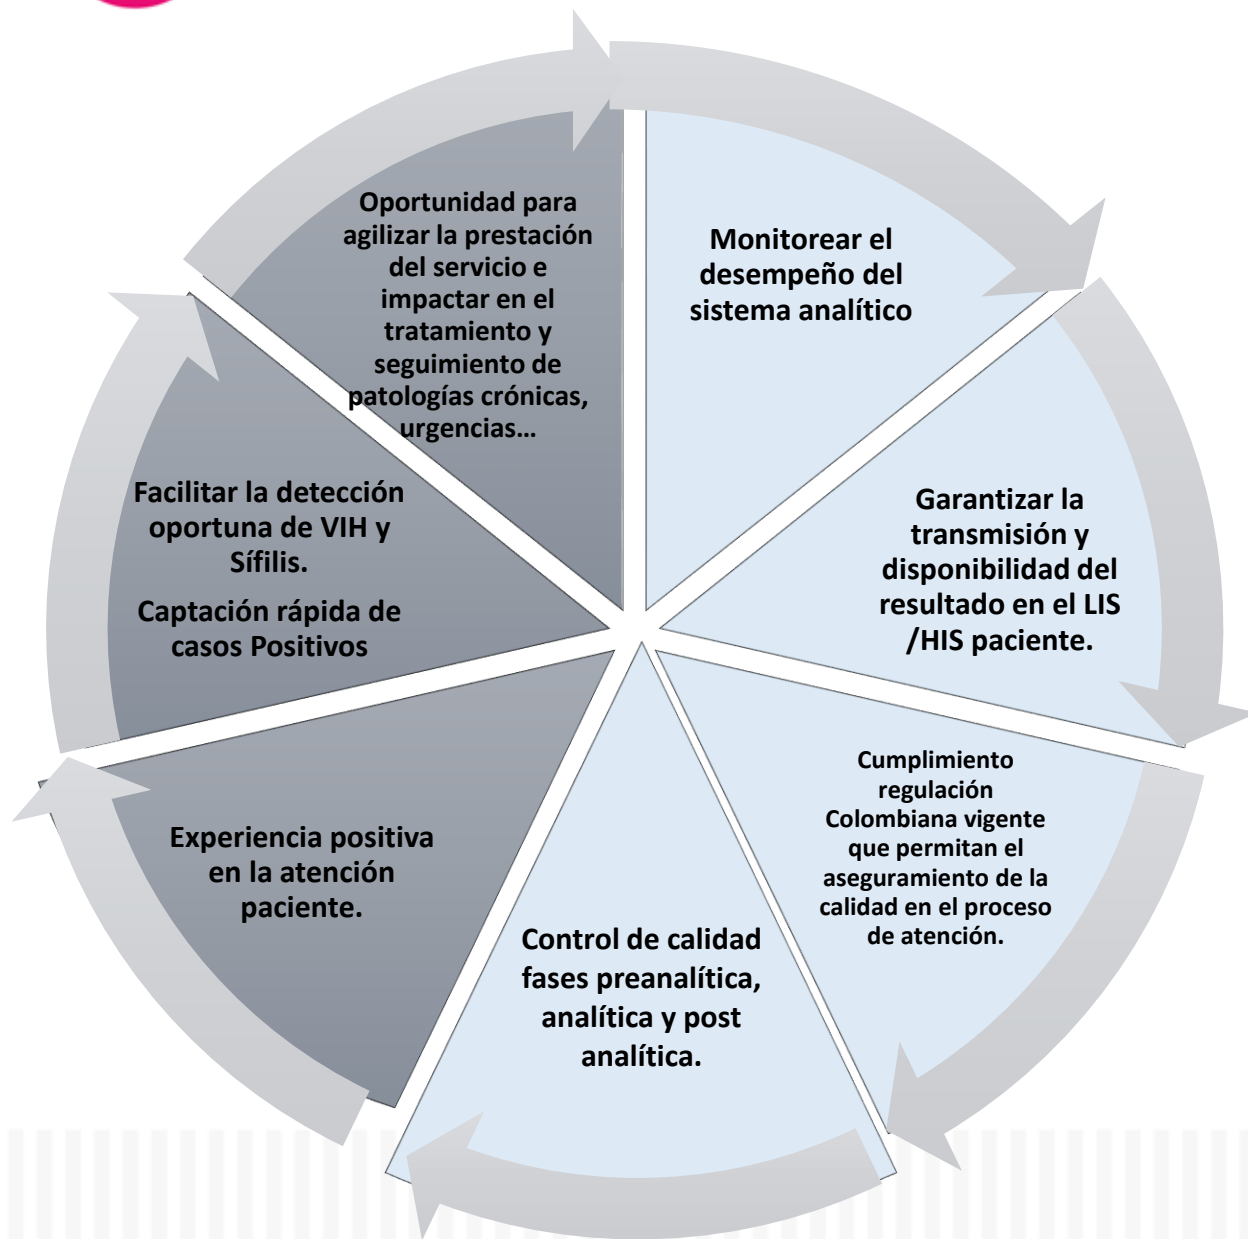 Oportunidad para
agilizar la prestación
del servicio e
impactar en el
tratamiento y
seguimiento de
patologías crónicas,
urgencias…
Monitorear el
desempeño del
sistema analítico
Garantizar la
transmisión y
disponibilidad del
resultado en el LIS
/HIS paciente.
Cumplimiento
regulación
Colombiana vigente
que permitan el
aseguramiento de la
calidad en el proceso
de atención.
Control de calidad
fases preanalítica,
analítica y post
analítica.
Experiencia positiva
en la atención
paciente.
Facilitar la detección
oportuna de VIH y
Sífilis.
Captación rápida de
casos Positivos